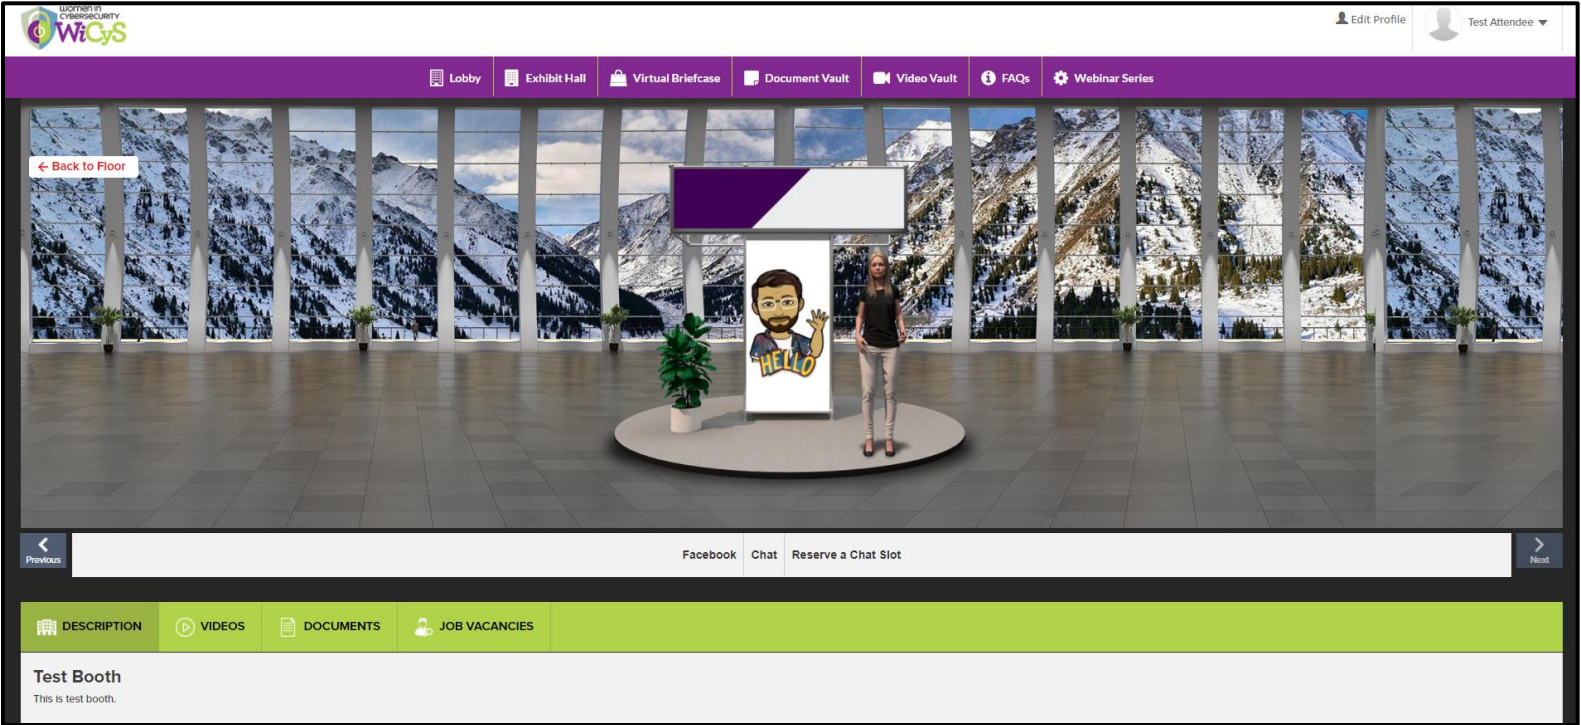 women in
CYBERSECURITY
WiCyS
Edit Profile
Test Attendee
Lobby
Exhibit Hall
Virtual Briefcase
Document Vault
Video Vault
FAQs
Webinar Series
← Back to Floor
HELLO
Previous
Facebook
Chat
Reserve a Chat Slot
Next
DESCRIPTION
VIDEOS
DOCUMENTS
JOB VACANCIES
Test Booth
This is test booth.